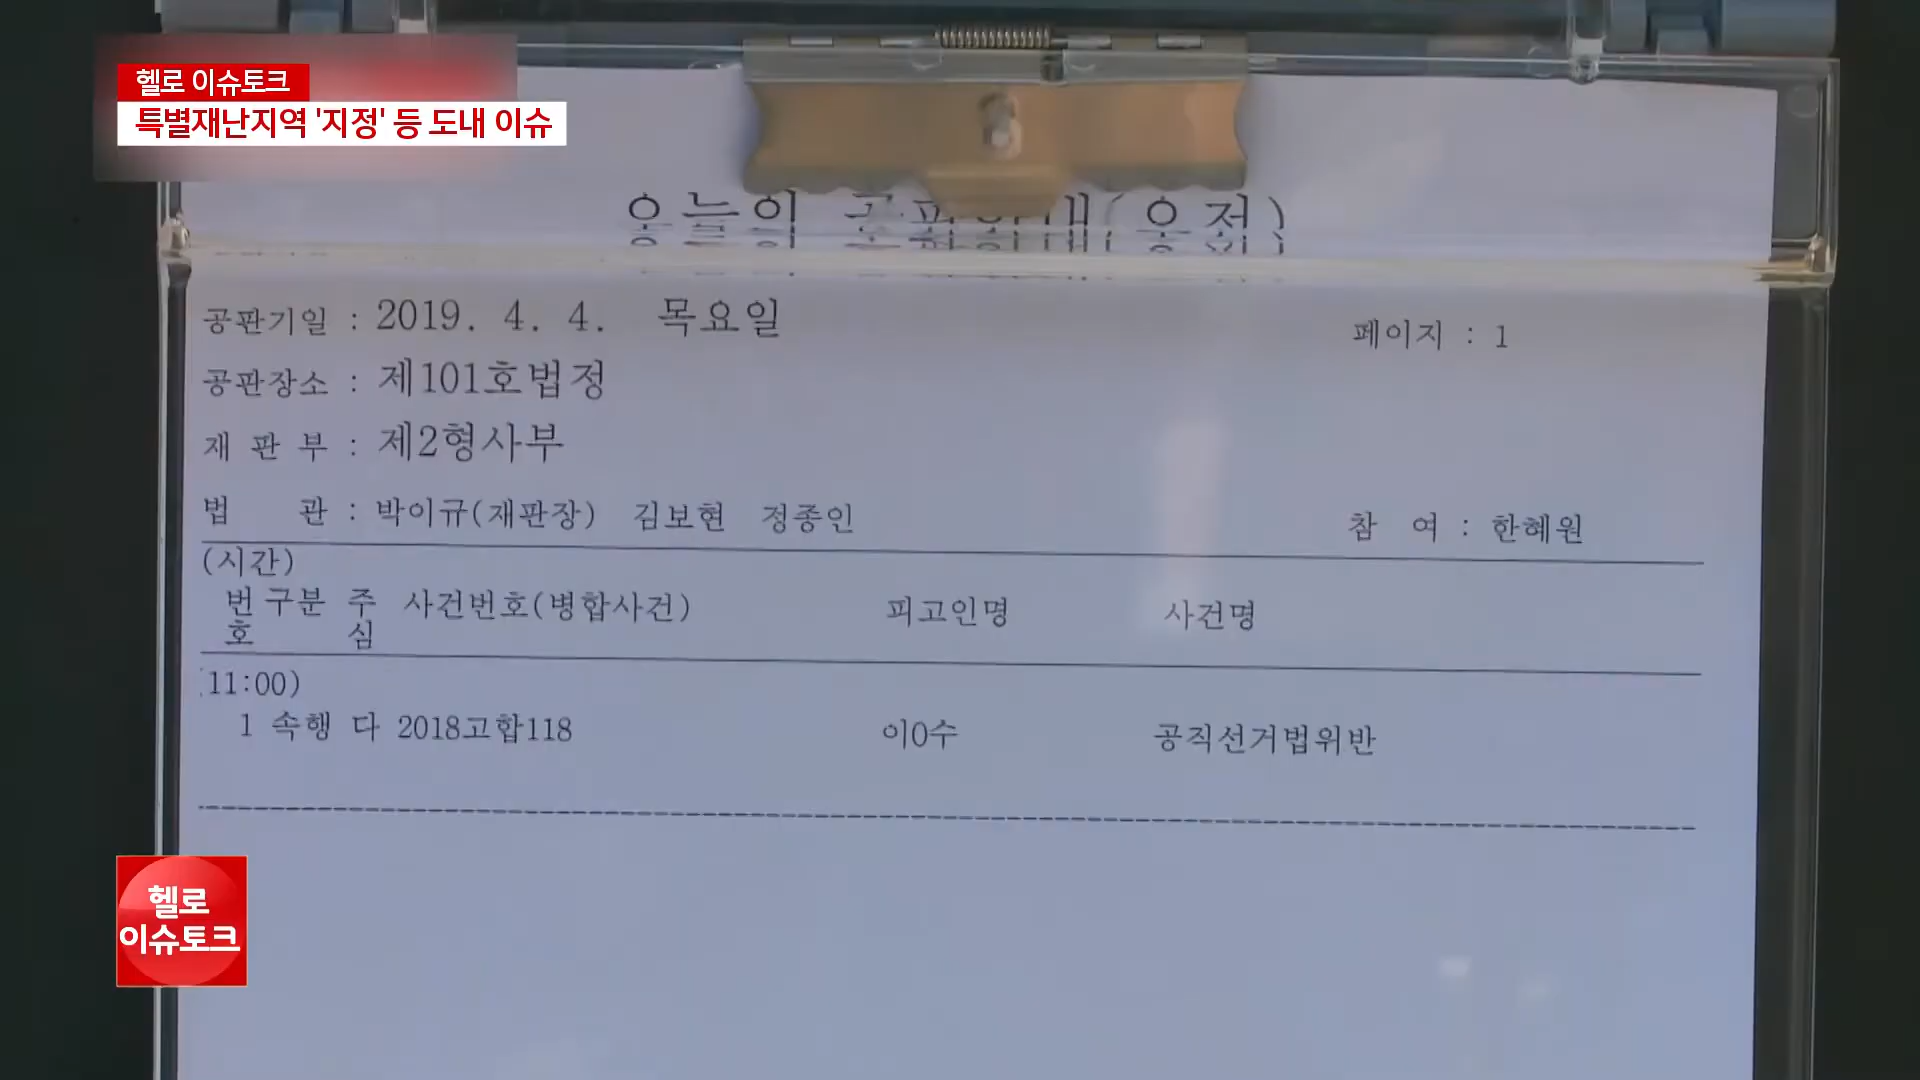 헬로 이슈토크
특별재난지역 '지정' 등 도내 이슈
오늘의
공판기일 : 2019. 4. 4. 목요일
페이지 : 1
공판장소 : 제101호법정
재 판 부 : 제2형사부
법 관 : 박이규(재판장) 김보현 정종인
참 여 : 한혜원
(시간)
번호 구분 주심 사건번호(병합사건) 피고인명 사건명
11:00)
1 속행 다 2018고합118 이0수 공직선거법위반
헬로
이슈토크